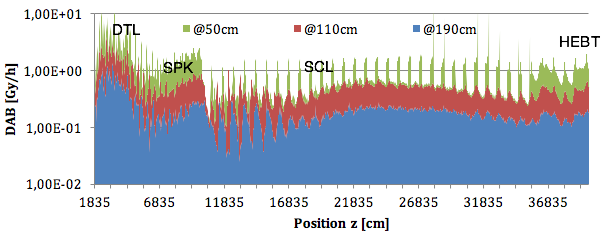 1,00E+01
1,00E+00
1,00E-01
1,00E-02
DAB [Gy/h]
@50cm @110cm @190cm
DTL
SPK
SCL
HEBT
1835 6835 11835 16835 21835 26835 31835 36835
Position z [cm]